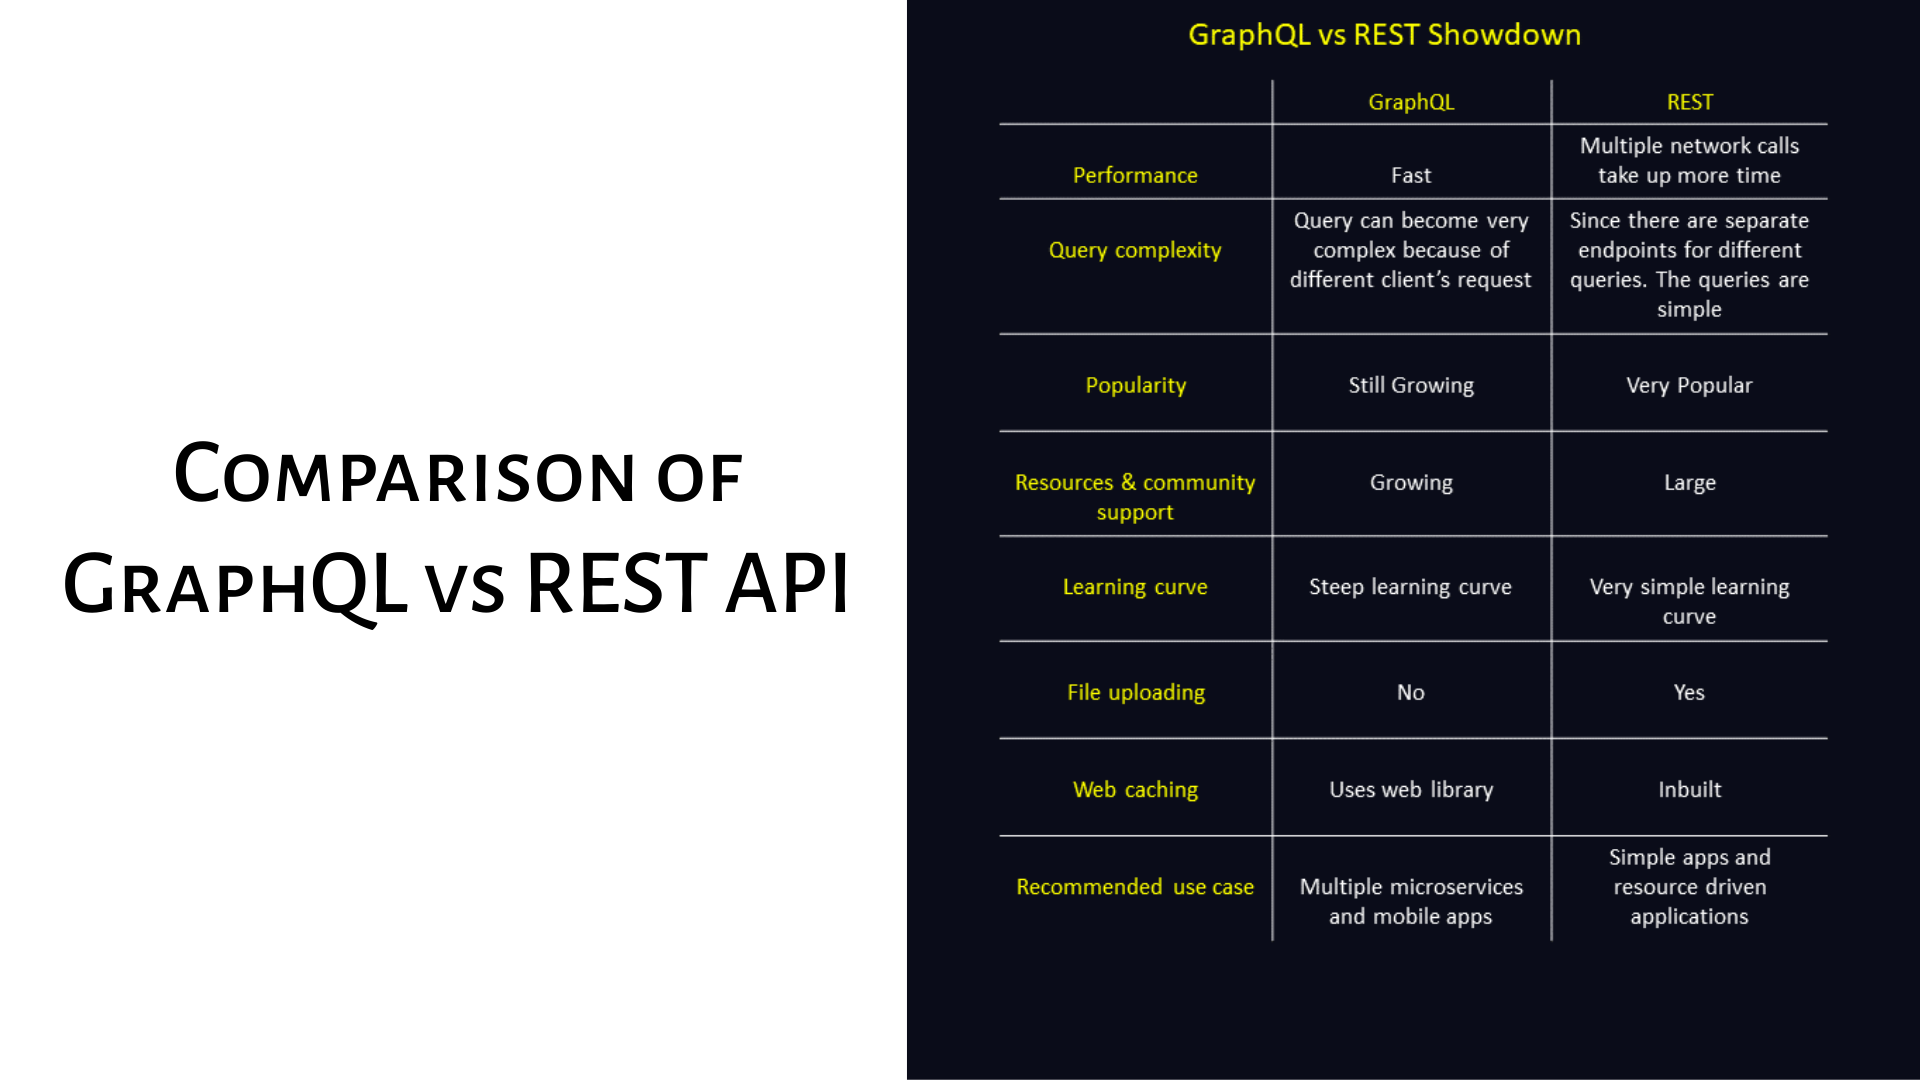 Comparison of
GraphQL vs REST API
GraphQL vs REST Showdown
GraphQL
REST
Performance
Fast
Multiple network calls
take up more time
Query complexity
Query can become very
complex because of
different client’s request
Since there are separate
endpoints for different
queries. The queries are
simple
Popularity
Still Growing
Very Popular
Resources & community
support
Growing
Large
Learning curve
Steep learning curve
Very simple learning
curve
File uploading
No
Yes
Web caching
Uses web library
Inbuilt
Recommended use case
Multiple microservices
and mobile apps
Simple apps and
resource driven
applications